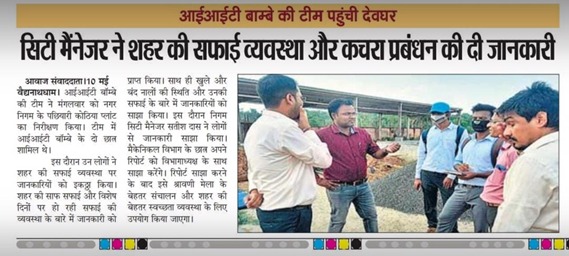 आईआईटी बाम्बे की टीम पहुंची देवघर
सिटी मैंनेजर ने शहर की सफाई व्यवस्था और कचरा प्रबंधन की दी जानकारी
आवाज संवाददाता।10 मई
वैद्यनाथधाम। आईआईटी बॉम्बे
की टीम ने मंगलवार को नगर
निगम के पछियारी कोठिया प्लांट
का निरीक्षण किया। टीम में
आईआईटी बॉम्बे के दो छात्र
शामिल थे।
इस दौरान उन लोगों ने
शहर की सफाई व्यवस्था पर
जानकारियों को इकठ्ठा किया।
शहर की साफ सफाई और विशेष
दिनों पर हो रही सफाई की
व्यवस्था के बारे में जानकारी को
प्राप्त किया। साथ ही खुले और
बंद नालों की स्थिति और उनकी
सफाई के बारे में जानकारियों को
साझा किया। इस दौरान निगम
सिटी मैनेजर सतीश दास ने लोगों
से जानकारी साझा किया।
मैकेनिकल विभाग के छात्र अपने
रिपोर्ट को विभागाध्यक्ष के साथ
साझा करेंगे। रिपोर्ट साझा करने
के बाद इसे श्रावणी मेला के
बेहतर संचालन और शहर की
बेहतर स्वच्छता व्यवस्था के लिए
उपयोग किया जाएगा।